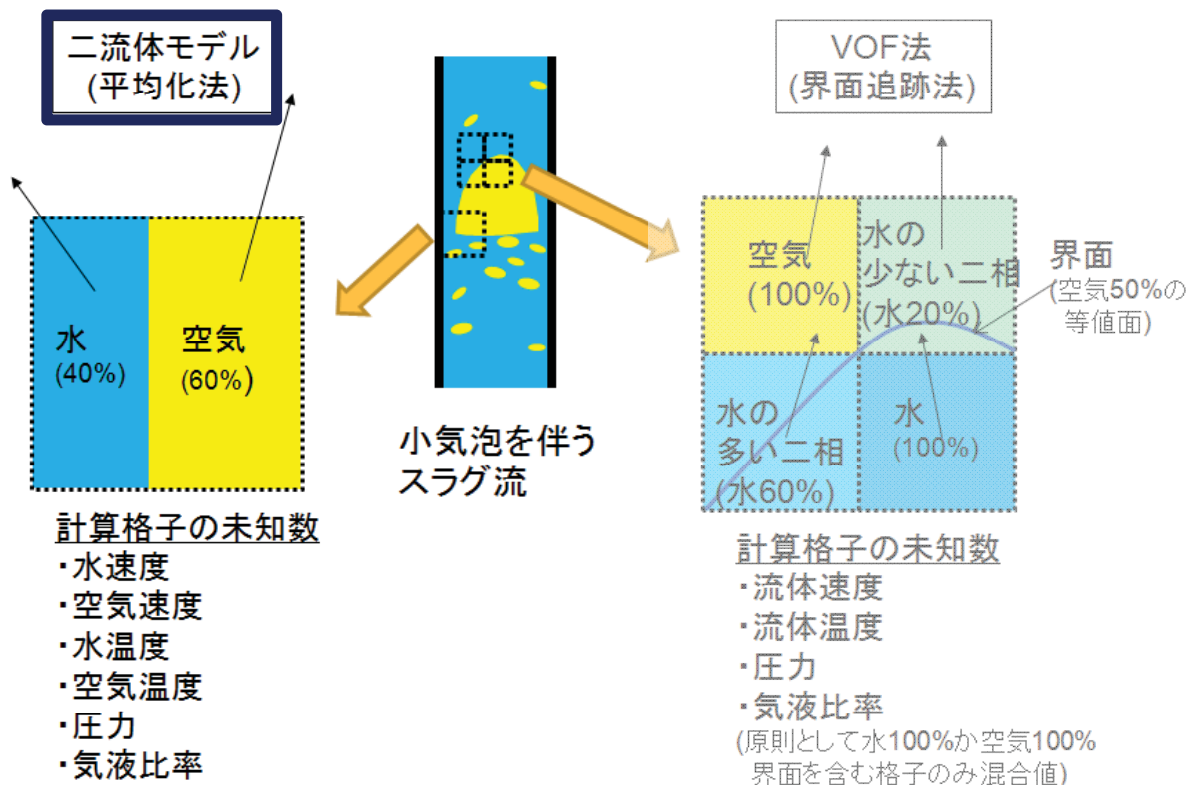 二流体モデル
(平均化法)
水
(40%)
空気
(60%)
計算格子の未知数
・水速度
・空気速度
・水温度
・空気温度
・圧力
・気液比率
小気泡を伴う
スラグ流
VOF法
(界面追跡法)
空気
(100%)
水の
少ない二相
(水20%)
界面
(空気50%の
等値面)
水の
多い二相
(水60%)
水
(100%)
計算格子の未知数
・流体速度
・流体温度
・圧力
・気液比率
(原則として水100%か空気100%
界面を含む格子のみ混合値)